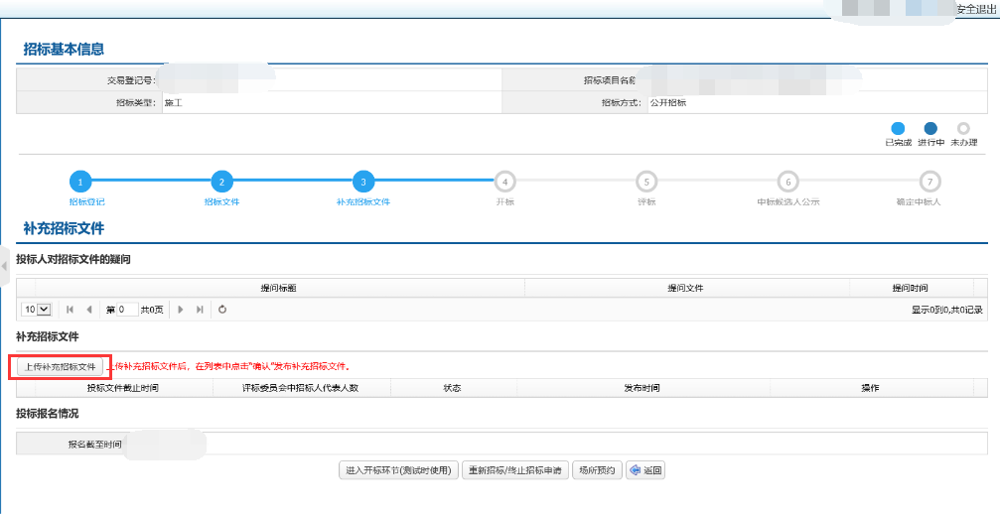 安全退出
招标基本信息
交易登记号: 招标项目名称
招标类型: 施工 招标方式: 公开招标
已完成 进行中 未办理
1 2 3 4 5 6 7
招标登记 招标文件 补充招标文件 开标 评标 中标候选人公示 确定中标人
补充招标文件
投标人对招标文件的疑问
提问标题 提问文件 提问时间
10 第 0 共0页 显示0到0,共0记录
补充招标文件
上传补充招标文件 上传补充招标文件后，在列表中点击“确认”发布补充招标文件。
投标文件截止时间 评标委员会中招标人代表人数 状态 发布时间 操作
投标报名情况
报名截至时间
进入开标环节(测试时使用) 重新招标/终止招标申请 场所预约 返回